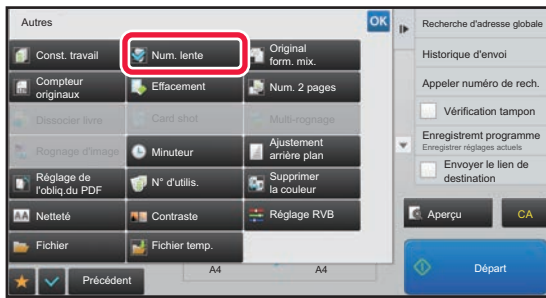 Autres
OK
Const. travail
Num. lente
Original
form. mix.
Compteur
originaux
Effacement
Num. 2 pages
Dissocier livre
Card shot
Multi-rognage
Rognage d'image
Minuteur
Ajustement
arrière plan
Réglage de
l'obliq.du PDF
N° d'utilis.
Supprimer
la couleur
Netteté
Contraste
Réglage RVB
Fichier
Fichier temp.
Précédent
A4
A4
Recherche d'adresse globale
Historique d'envoi
Appeler numéro de rech.
Vérification tampon
Enregistremt programme
Enregistrer réglages actuels
Envoyer le lien de
destination
Aperçu
CA
Départ